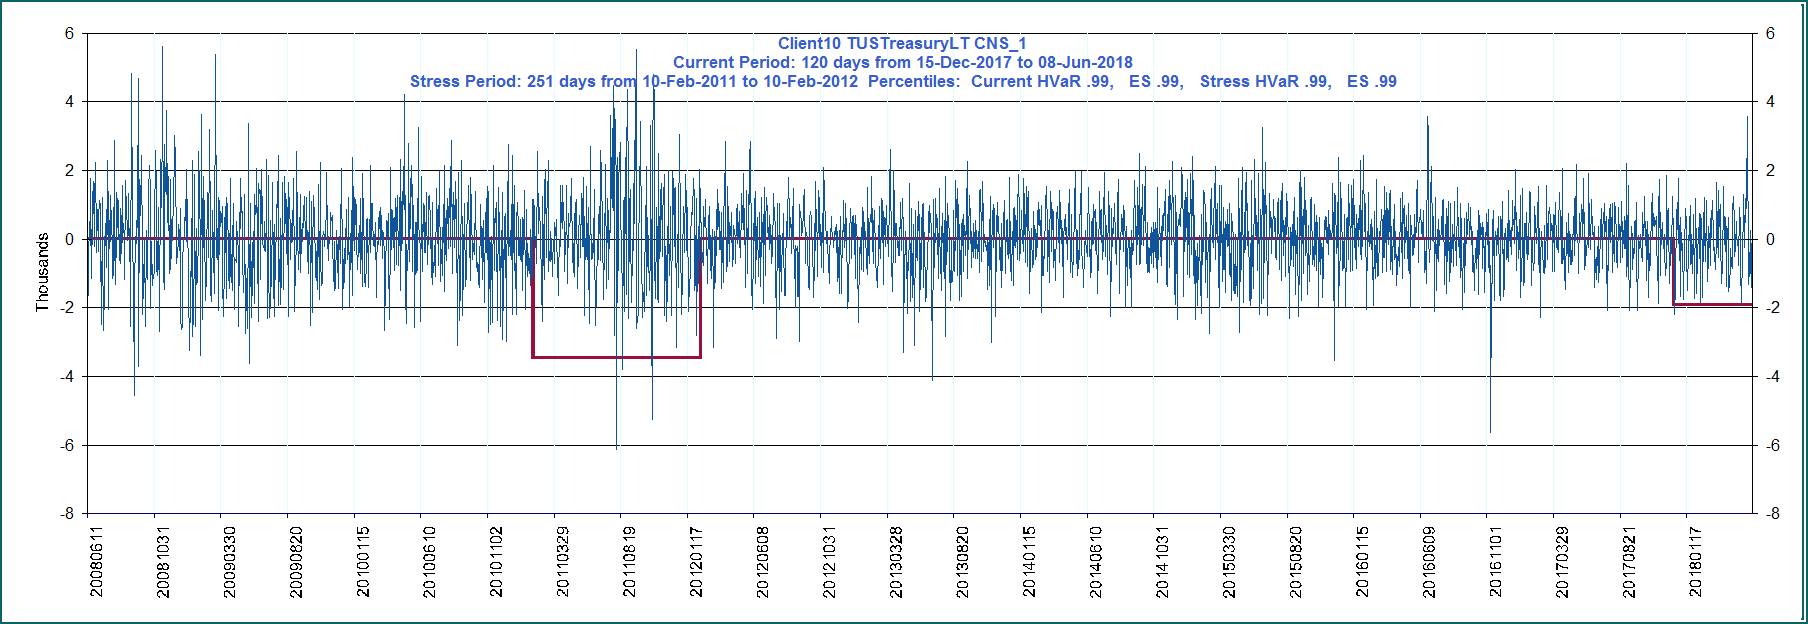 Client10 TUSTreasuryLT CNS_1
Current Period: 120 days from 15-Dec-2017 to 08-Jun-2018
Stress Period: 251 days from 10-Feb-2011 to 10-Feb-2012  Percentiles:  Current HVaR .99,   ES .99,   Stress HVaR .99,   ES .99
6 6
4 4
2 2
0 0
-2 -2
-4 -4
-6 -6
-8 -8
Thousands
20080611 20081031 20090330 20090820 20100115 20100610 20101102 20110329 20110819 20120117 20120608 20121031 20130328 20130820 20140115 20140610 20141031 20150330 20150820 20160115 20160609 20161101 20170329 20170821 20180117